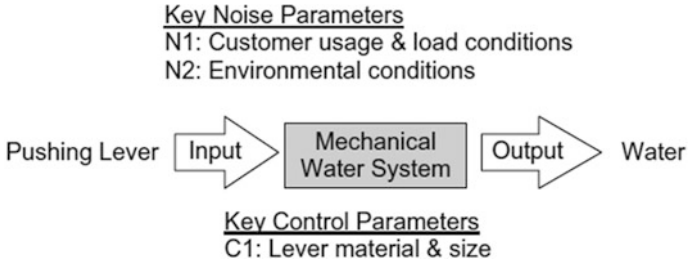 Key Noise Parameters
N1: Customer usage & load conditions
N2: Environmental conditions
Pushing Lever
Input
Mechanical
Water System
Output
Water
Key Control Parameters
C1: Lever material & size